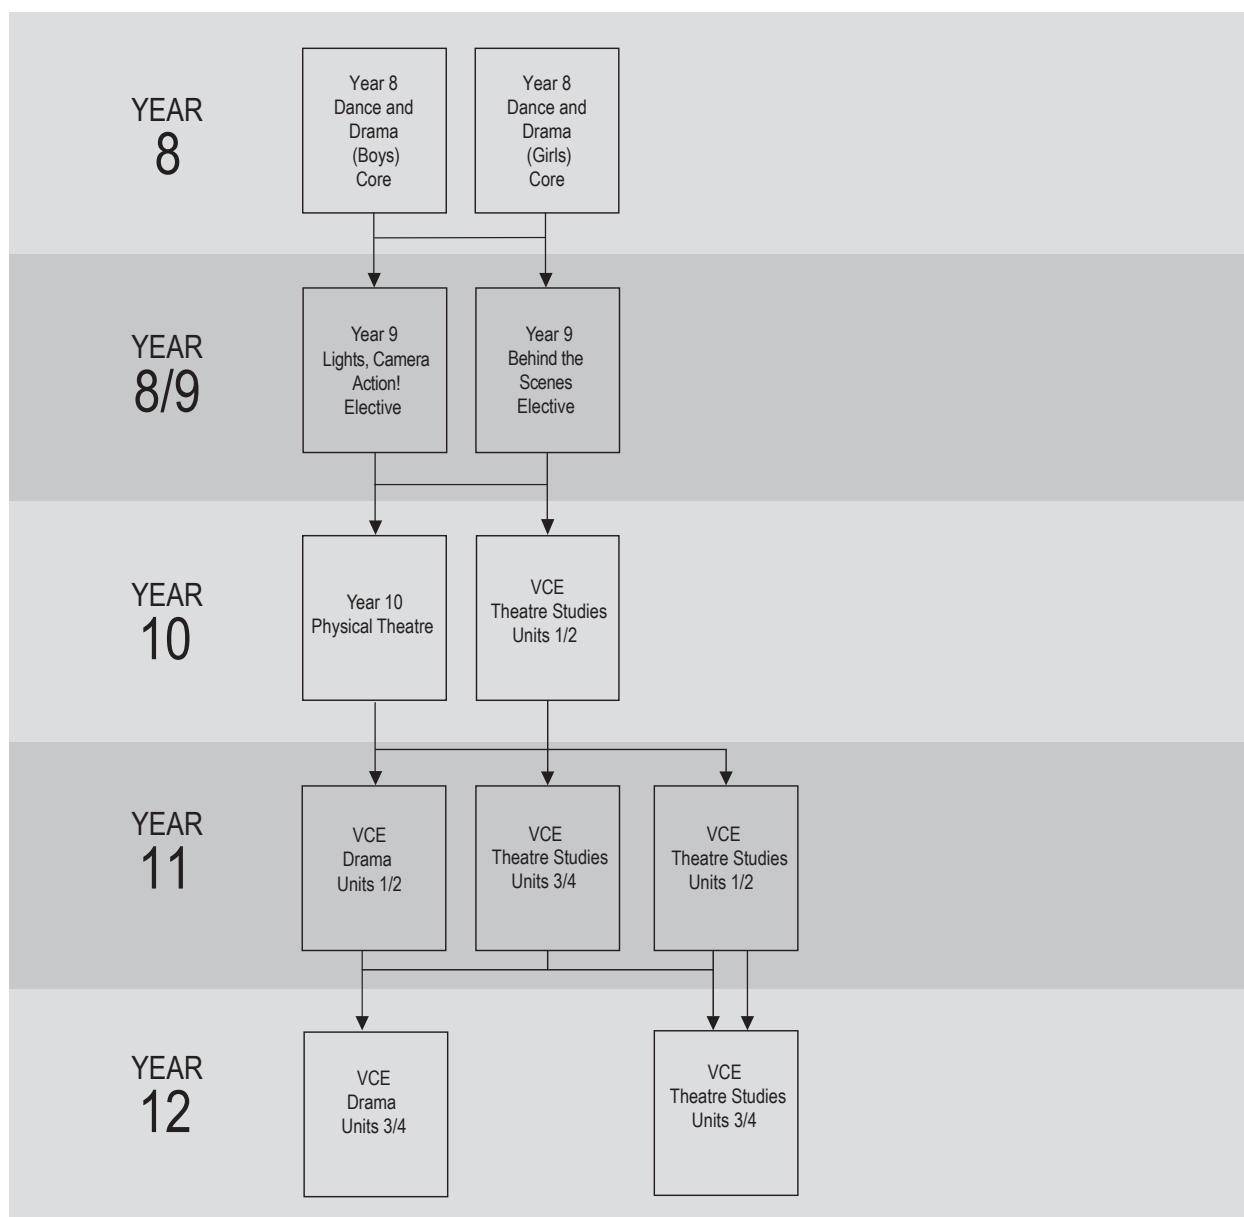 YEAR
8
Year 8
Dance and
Drama
(Boys)
Core
Year 8
Dance and
Drama
(Girls)
Core
YEAR
8/9
Year 9
Lights, Camera
Action!
Elective
Year 9
Behind the
Scenes
Elective
YEAR
10
Year 10
Physical Theatre
VCE
Theatre Studies
Units 1/2
YEAR
11
VCE
Drama
Units 1/2
VCE
Theatre Studies
Units 3/4
VCE
Theatre Studies
Units 1/2
YEAR
12
VCE
Drama
Units 3/4
VCE
Theatre Studies
Units 3/4